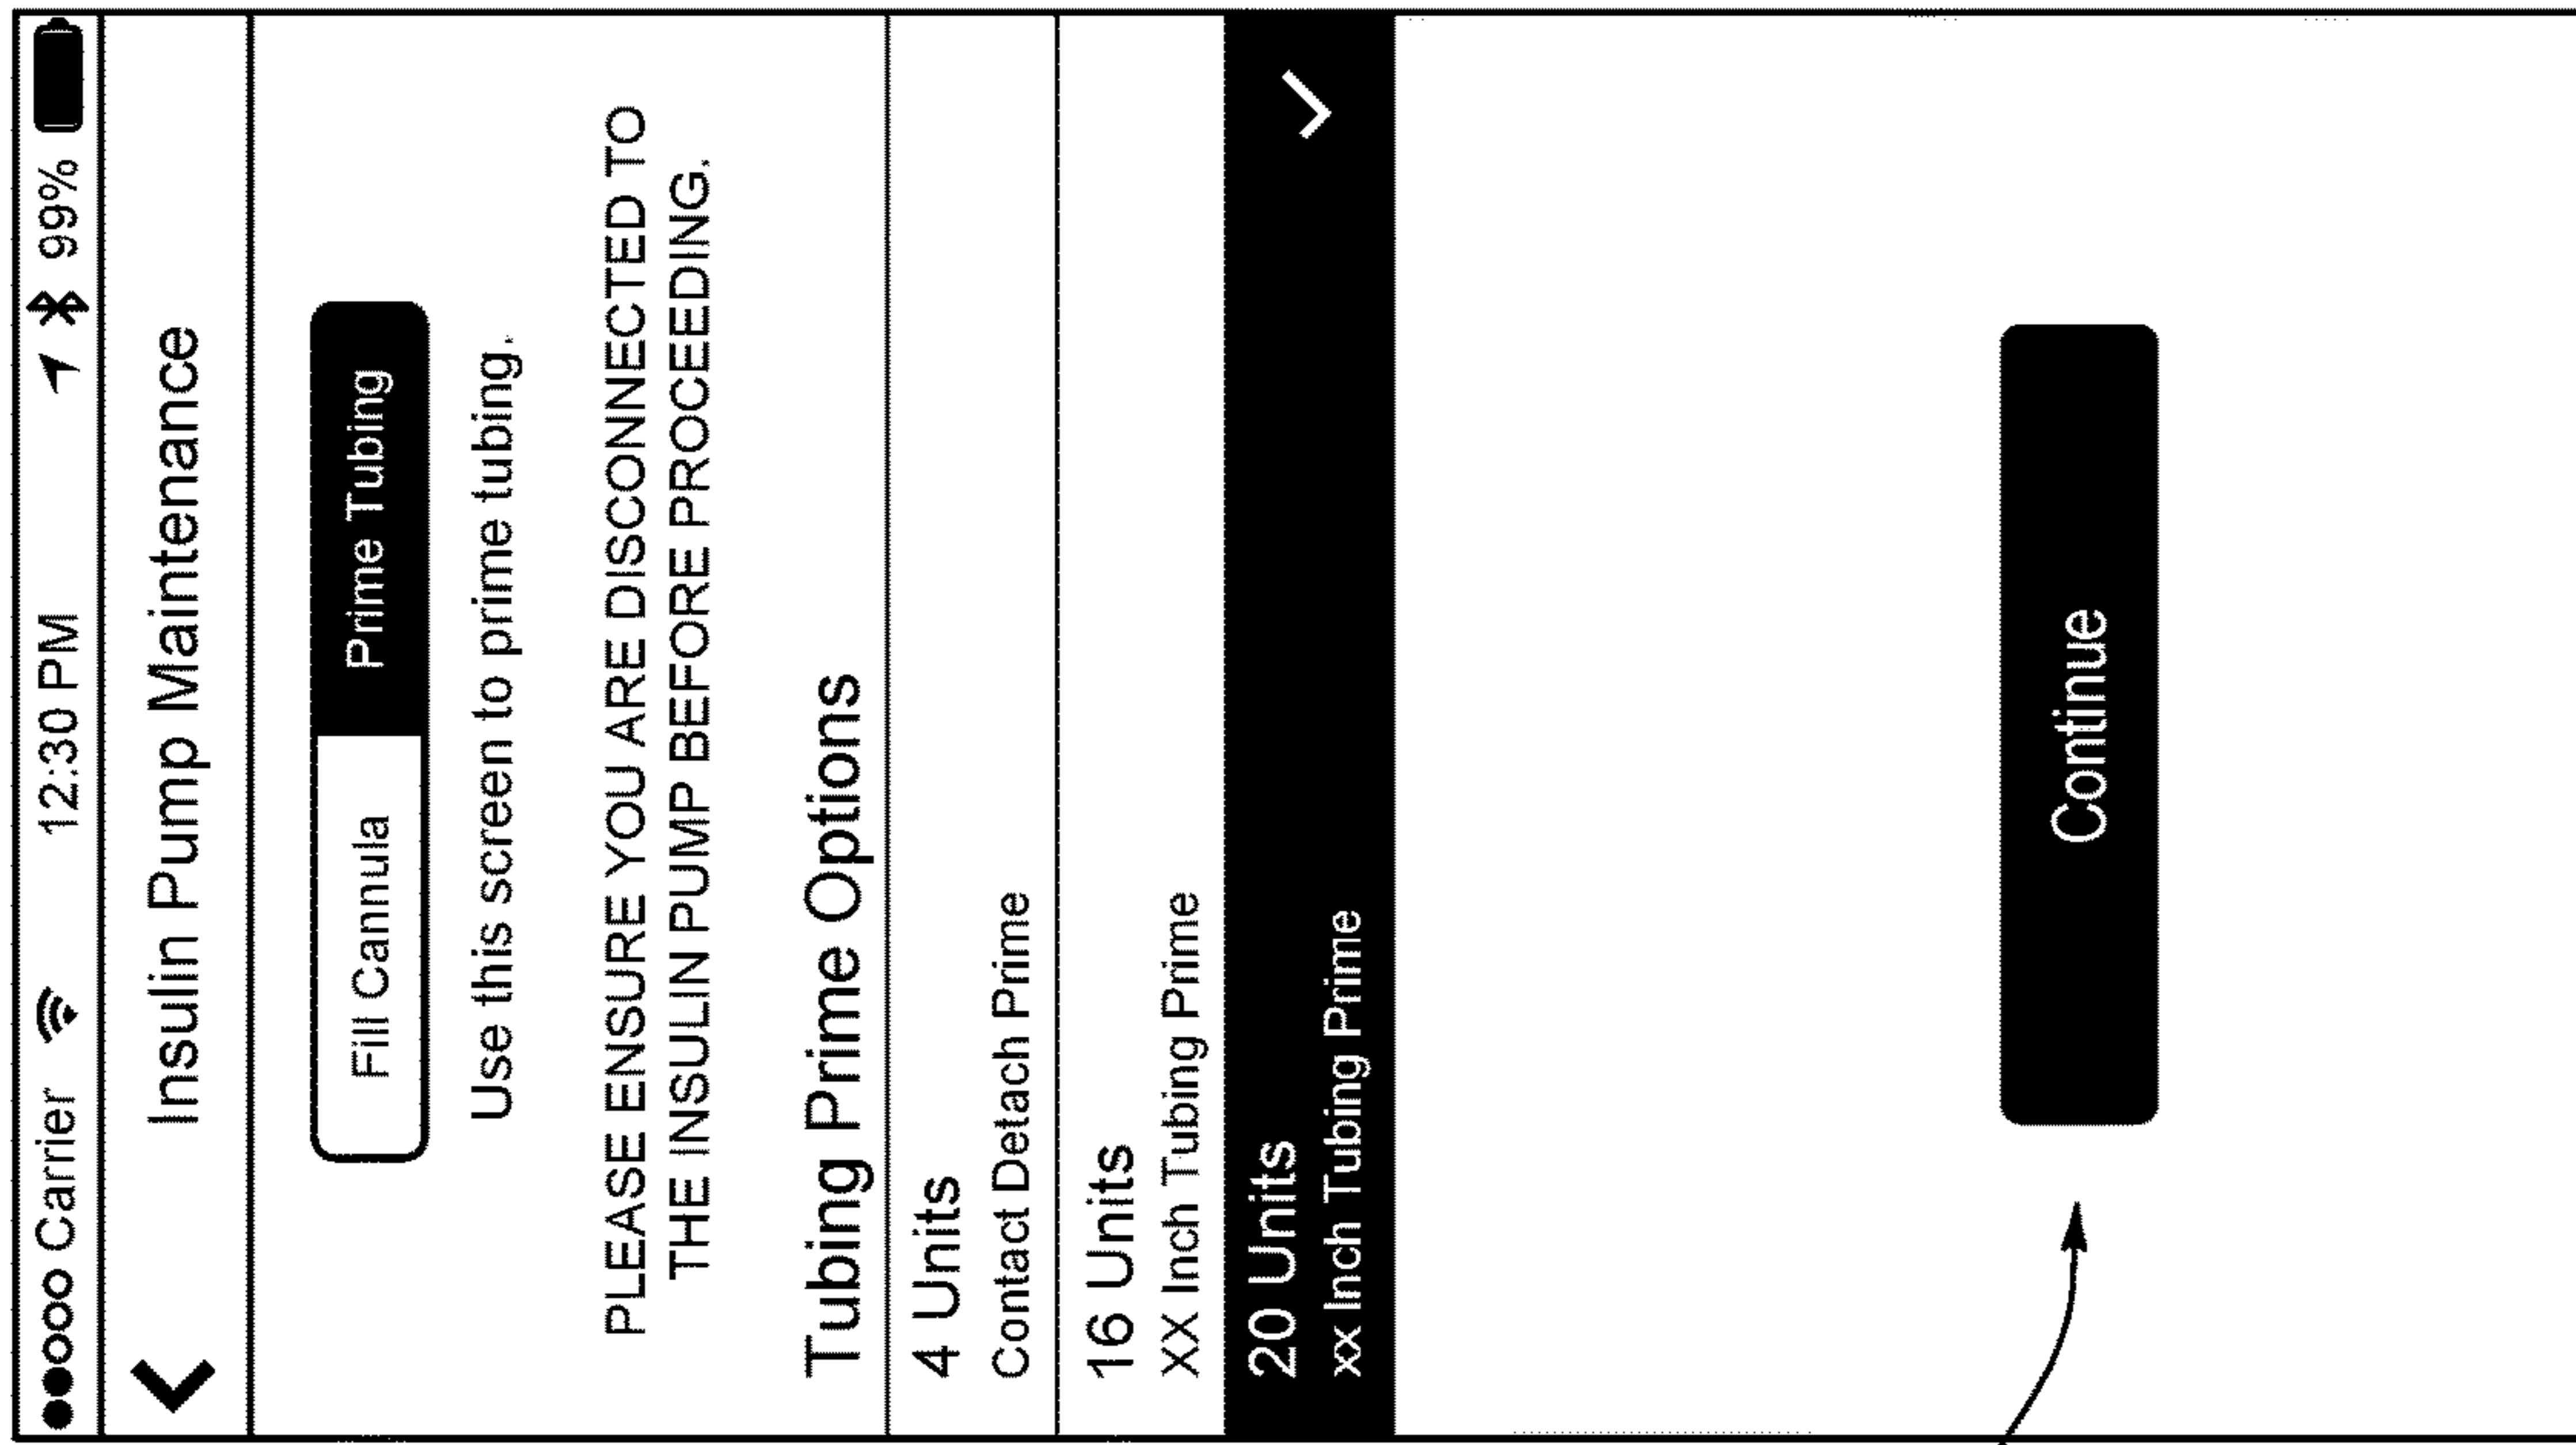 Carrier 12:30 PM 99%
Insulin Pump Maintenance
Fill Cannula Prime Tubing
Use this screen to prime tubing.
PLEASE ENSURE YOU ARE DISCONNECTED TO
THE INSULIN PUMP BEFORE PROCEEDING.
Tubing Prime Options
4 Units
Contact Detach Prime
16 Units
XX Inch Tubing Prime
20 Units
xx Inch Tubing Prime
Continue